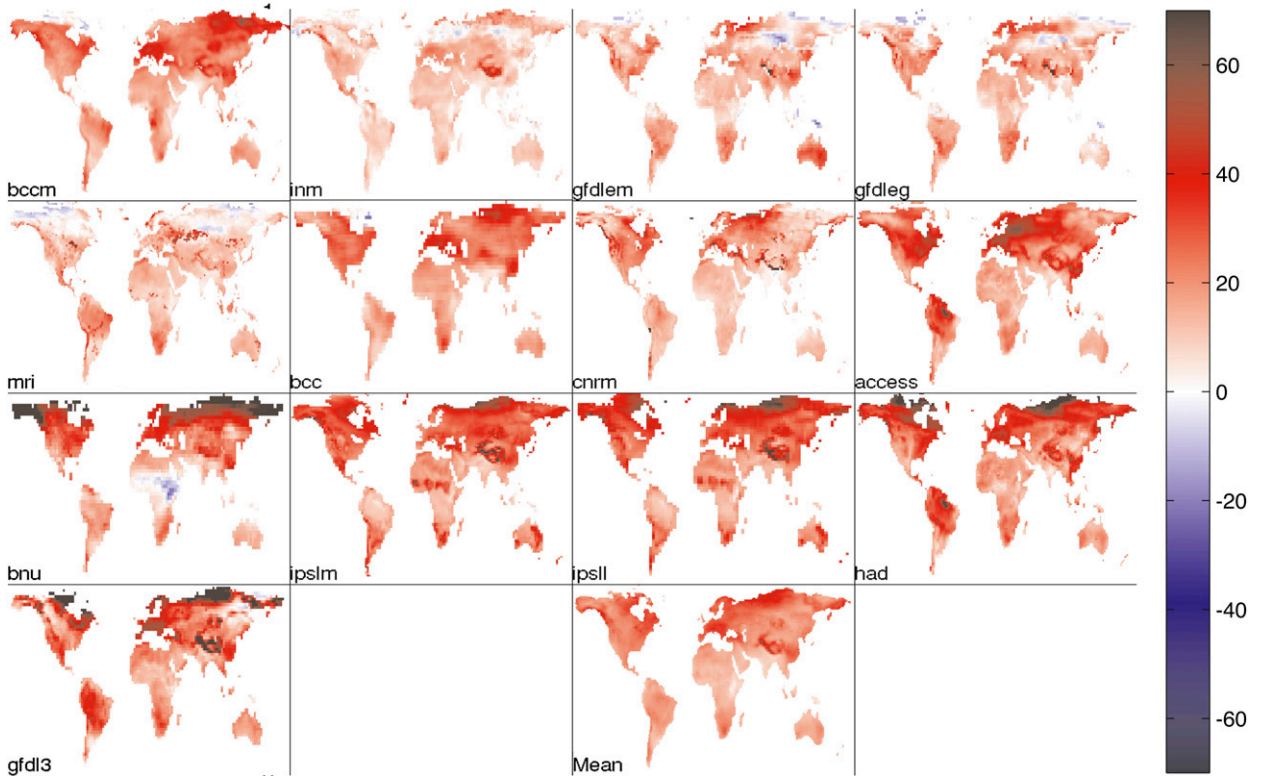 bccm
inm
gfdlem
gfdleg
mri
bcc
cnrm
access
bnu
ipslm
ipsll
had
gfdl3
Mean
60
40
20
0
-20
-40
-60